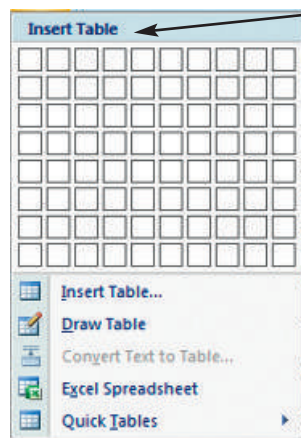 Insert Table
Insert Table...
Draw Table
Convert Text to Table...
Excel Spreadsheet
Quick Tables